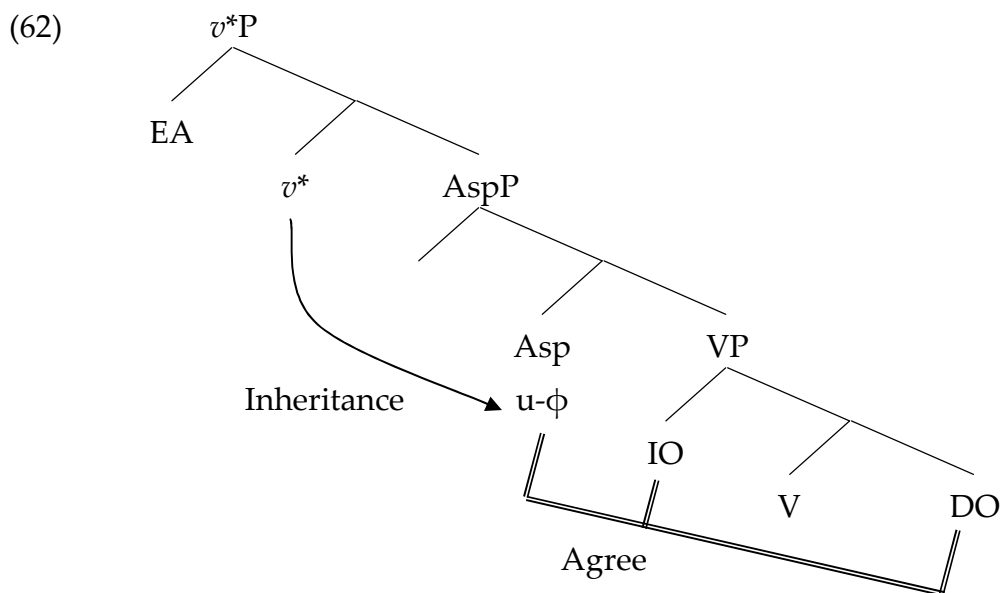 (62)
v*P
EA
v* AspP
Asp VP
Inheritance u-ϕ
IO
V DO
Agree